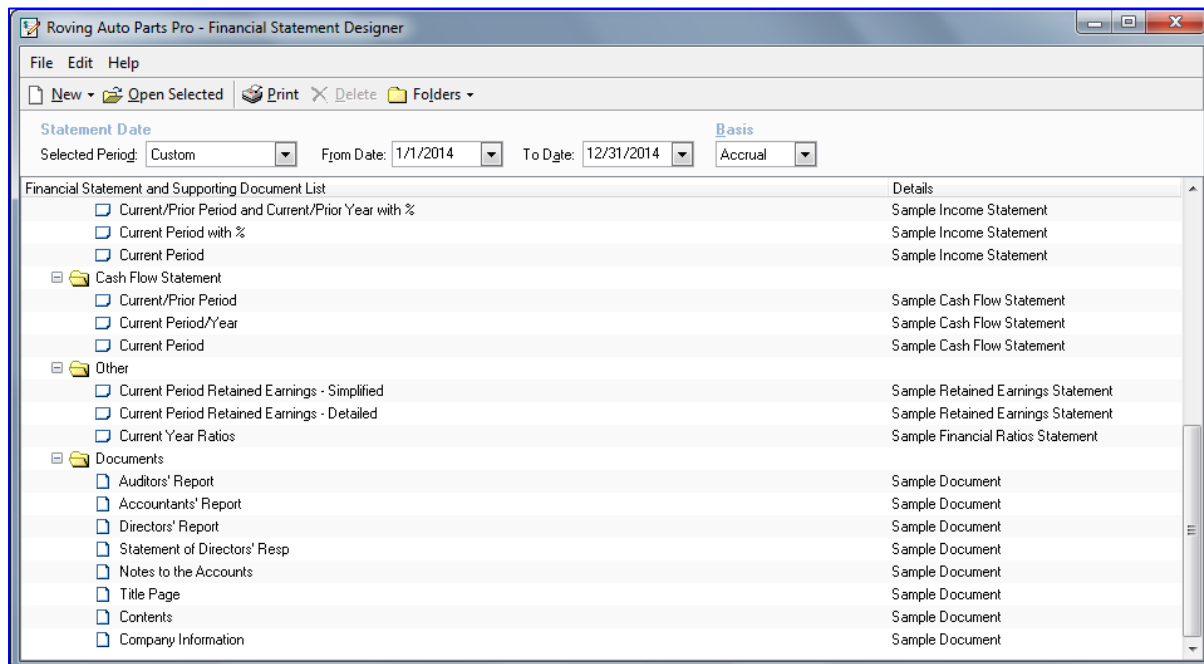 Roving Auto Parts Pro - Financial Statement Designer
File Edit Help
New Open Selected Print Delete Folders
Statement Date Basis
Selected Period: Custom From Date: 1/1/2014 To Date: 12/31/2014 Accrual
Financial Statement and Supporting Document List Details
Current/Prior Period and Current/Prior Year with % Sample Income Statement
Current Period with % Sample Income Statement
Current Period Sample Income Statement
Cash Flow Statement
Current/Prior Period Sample Cash Flow Statement
Current Period/Year Sample Cash Flow Statement
Current Period Sample Cash Flow Statement
Other
Current Period Retained Earnings - Simplified Sample Retained Earnings Statement
Current Period Retained Earnings - Detailed Sample Retained Earnings Statement
Current Year Ratios Sample Financial Ratios Statement
Documents
Auditors' Report Sample Document
Accountants' Report Sample Document
Directors' Report Sample Document
Statement of Directors' Resp Sample Document
Notes to the Accounts Sample Document
Title Page Sample Document
Contents Sample Document
Company Information Sample Document